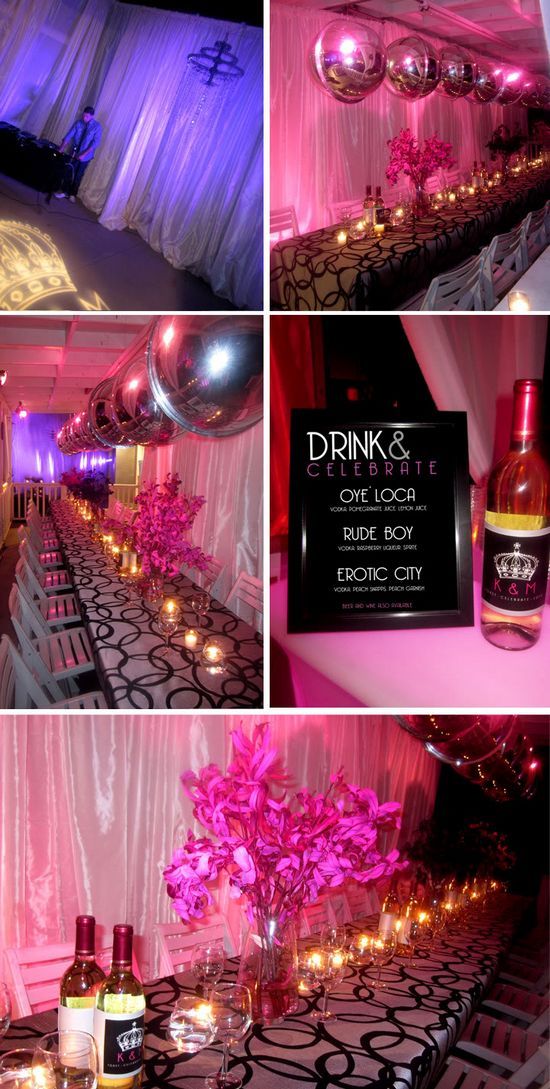 DRINK&
CELEBRATE
OYE' LOCA
VODKA, POMEGRANATE JUICE, LEMON JUICE
RUDE BOY
VODKA, RASPBERRY LIQUEUR, SPRITE
EROTIC CITY
VODKA, PEACH SNAPPS, PEACH GARNISH
BEER AND WINE ALSO AVAILABLE
K & M
K & M